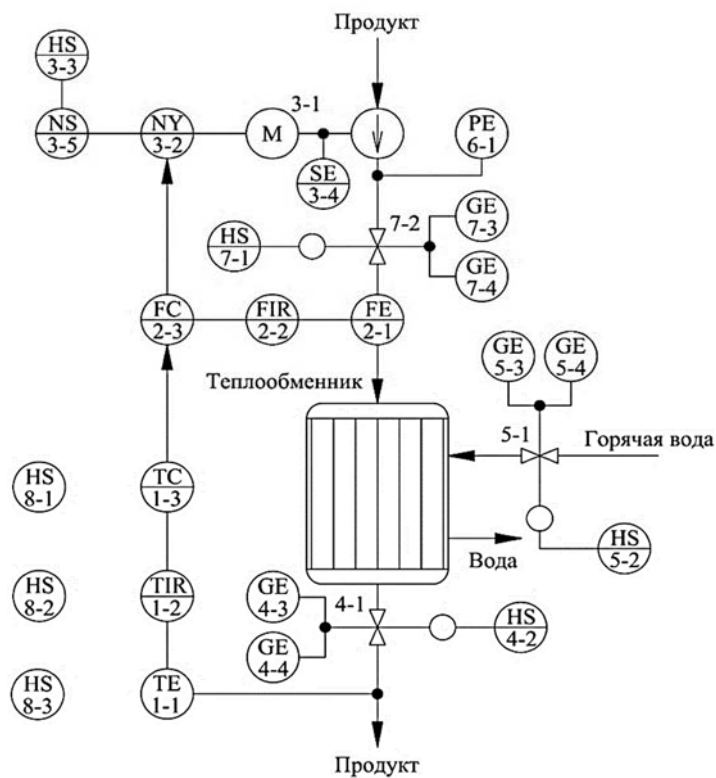 Продукт
HS
3-3
NS
3-5
NY
3-2
M
3-1
SE
3-4
PE
6-1
HS
7-1
7-2
GE
7-3
GE
7-4
FC
2-3
FIR
2-2
FE
2-1
Теплообменник
GE
5-3
GE
5-4
5-1
Горячая вода
HS
8-1
TC
1-3
HS
5-2
Вода
HS
8-2
TIR
1-2
GE
4-3
4-1
HS
4-2
GE
4-4
HS
8-3
TE
1-1
Продукт